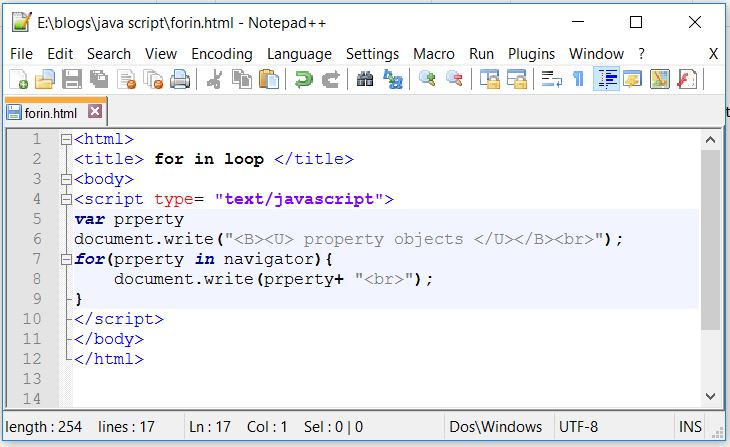 E:\blogs\java script\forin.html - Notepad++
File Edit Search View Encoding Language Settings Macro Run Plugins Window ? X
forin.html
1 <html>
2 <title> for in loop </title>
3 <body>
4 <script type= "text/javascript">
5 var prperty
6 document.write("<B><U> property objects </U></B><br>");
7 for(prperty in navigator){
8 document.write(prperty+ "<br>");
9 }
10 </script>
11 </body>
12 </html>
13
14
length : 254 lines : 17 Ln : 17 Col : 1 Sel : 0 | 0 Dos\Windows UTF-8 INS